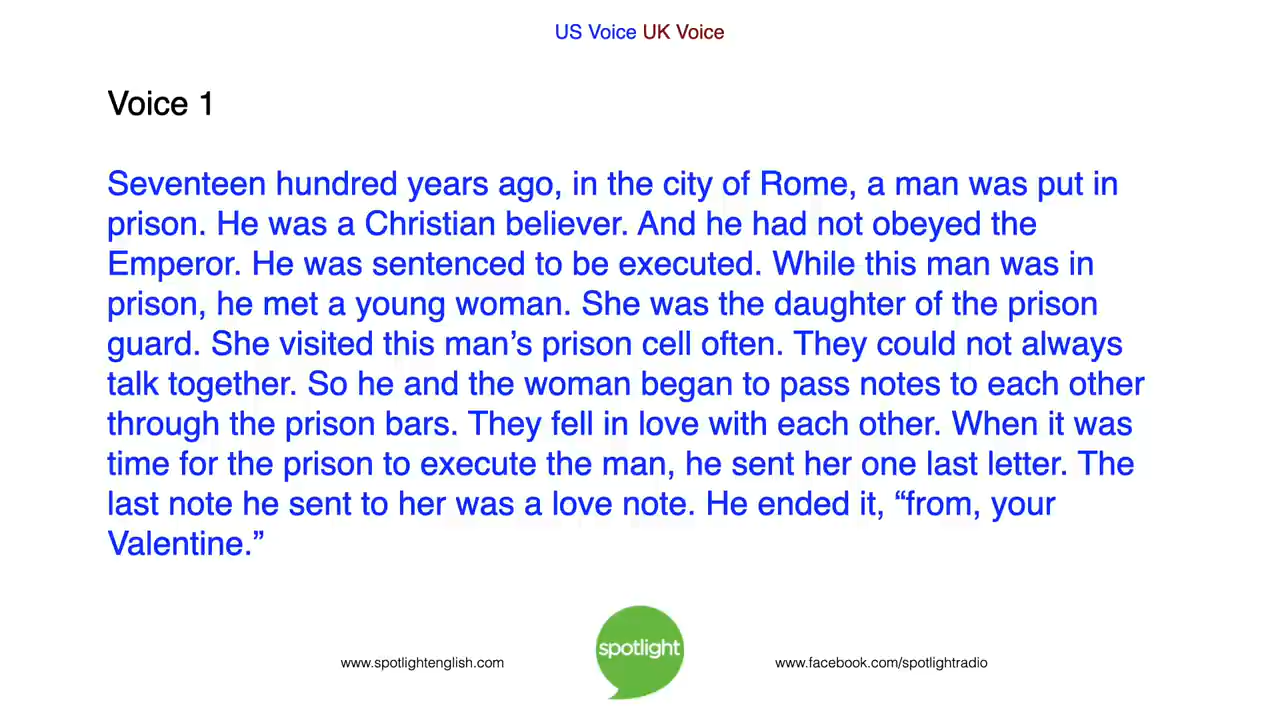 US Voice UK Voice
Voice 1
Seventeen hundred years ago, in the city of Rome, a man was put in
prison. He was a Christian believer. And he had not obeyed the
Emperor. He was sentenced to be executed. While this man was in
prison, he met a young woman. She was the daughter of the prison
guard. She visited this man’s prison cell often. They could not always
talk together. So he and the woman began to pass notes to each other
through the prison bars. They fell in love with each other. When it was
time for the prison to execute the man, he sent her one last letter. The
last note he sent to her was a love note. He ended it, “from, your
Valentine.”
spotlight
www.spotlightenglish.com
www.facebook.com/spotlightradio